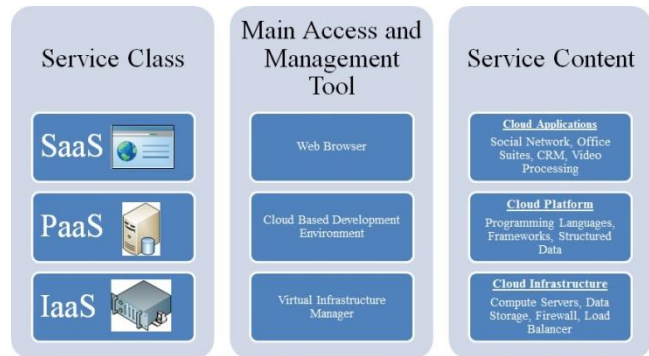 Service Class
SaaS
PaaS
IaaS
Main Access and
Management
Tool
Web Browser
Cloud Based Development
Environment
Virtual Infrastructure
Manager
Service Content
Cloud Applications
Social Network, Office
Suites, CRM, Video
Processing
Cloud Platform
Programming Languages,
Frameworks, Structured
Data
Cloud Infrastructure
Compute Servers, Data
Storage, Firewall, Load
Balancer